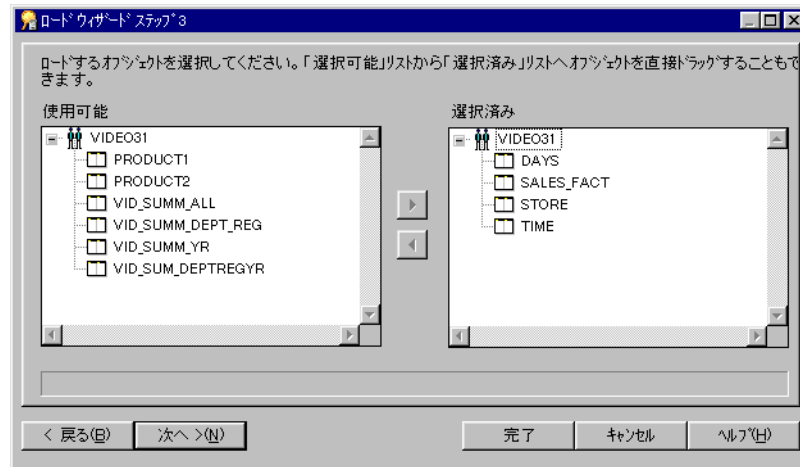 ﾛｰﾄﾞ ｳｨｻﾞｰﾄﾞ ｽﾃｯﾌﾟ3
ﾛｰﾄﾞするｵﾌﾞｼﾞｪｸﾄを選択してください。「選択可能」ﾘｽﾄから「選択済み」ﾘｽﾄへｵﾌﾞｼﾞｪｸﾄを直接ﾄﾞﾗｯｸﾞすることもで
きます。
使用可能
VIDEO31
PRODUCT1
PRODUCT2
VID_SUMM_ALL
VID_SUMM_DEPT_REG
VID_SUMM_YR
VID_SUM_DEPTREGYR
選択済み
VIDEO31
DAYS
SALES_FACT
STORE
TIME
< 戻る(B)
次へ >(N)
完了
ｷｬﾝｾﾙ
ﾍﾙﾌﾟ(H)